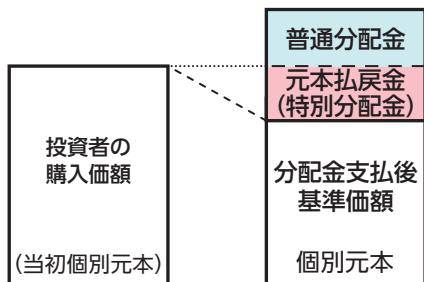 普通分配金
元本払戻金
(特別分配金)
投資者の
購入価額
(当初個別元本)
分配金支払後
基準価額
個別元本